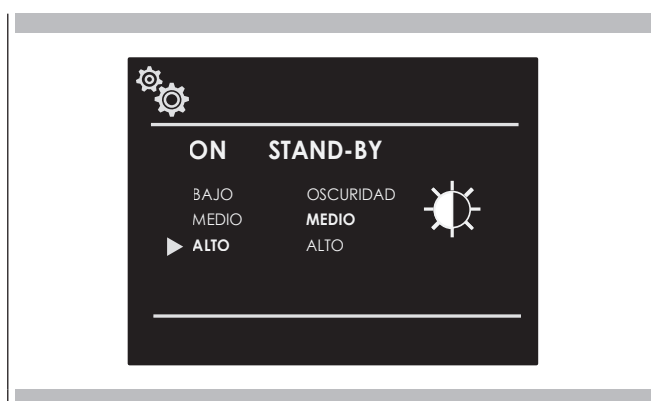 ON STAND-BY
BAJO OSCURIDAD
MEDIO MEDIO
ALTO ALTO